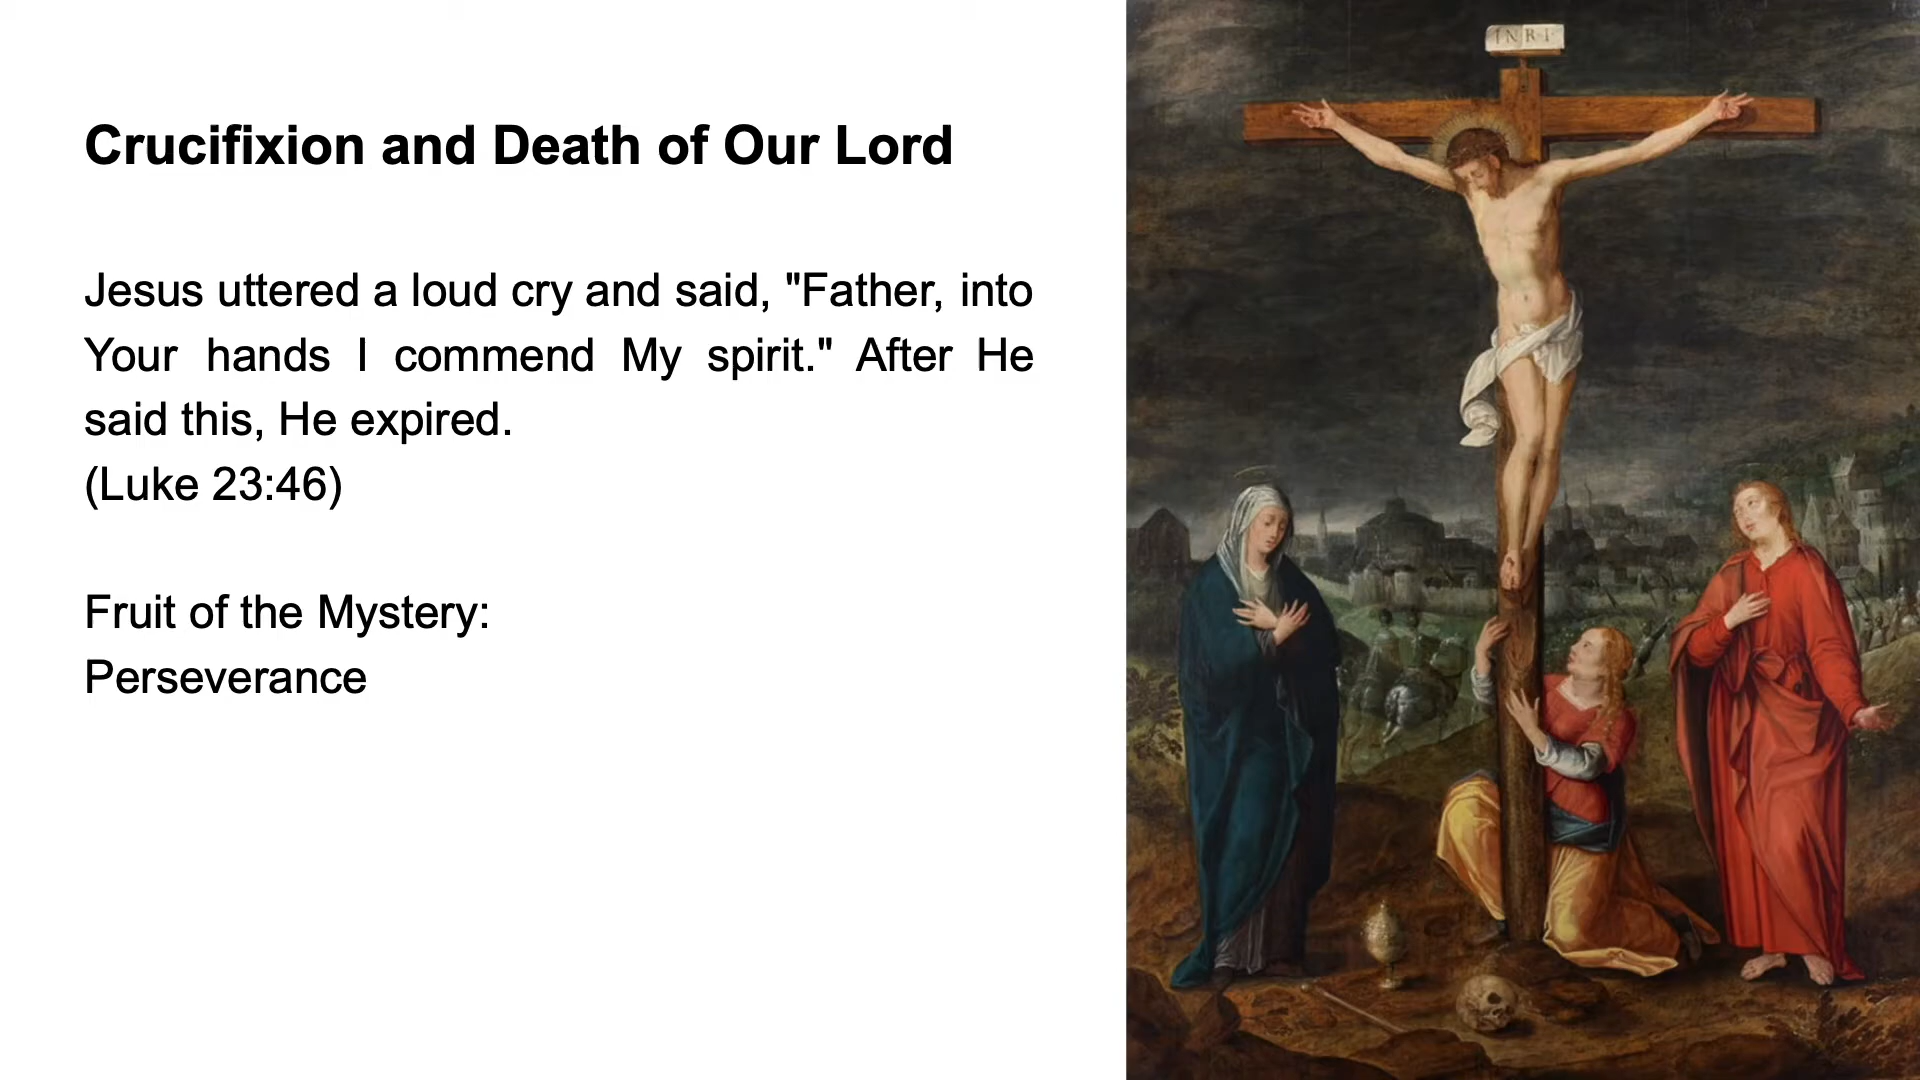 Crucifixion and Death of Our Lord
Jesus uttered a loud cry and said, "Father, into
Your hands I commend My spirit." After He
said this, He expired.
(Luke 23:46)
Fruit of the Mystery:
Perseverance
INRI